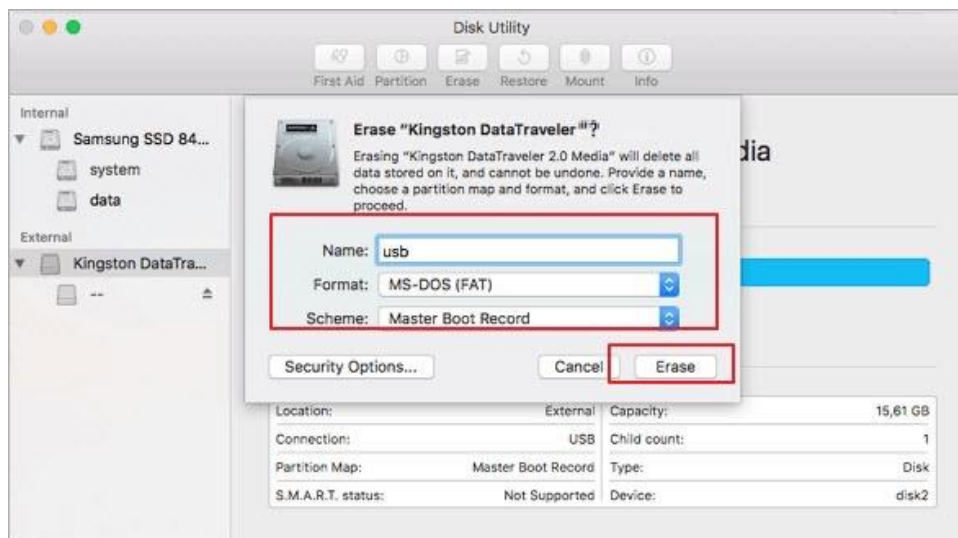 Disk Utility
First Aid Partition Erase Restore Mount Info
Internal
Samsung SSD 84...
system
data
External
Kingston DataTra...
--
dia
Erase "Kingston DataTraveler"?
Erasing "Kingston DataTraveler 2.0 Media" will delete all
data stored on it, and cannot be undone. Provide a name,
choose a partition map and format, and click Erase to
proceed.
Name: usb
Format: MS-DOS (FAT)
Scheme: Master Boot Record
Security Options... Cancel Erase
Location: External Capacity: 15,61 GB
Connection: USB Child count: 1
Partition Map: Master Boot Record Type: Disk
S.M.A.R.T. status: Not Supported Device: disk2